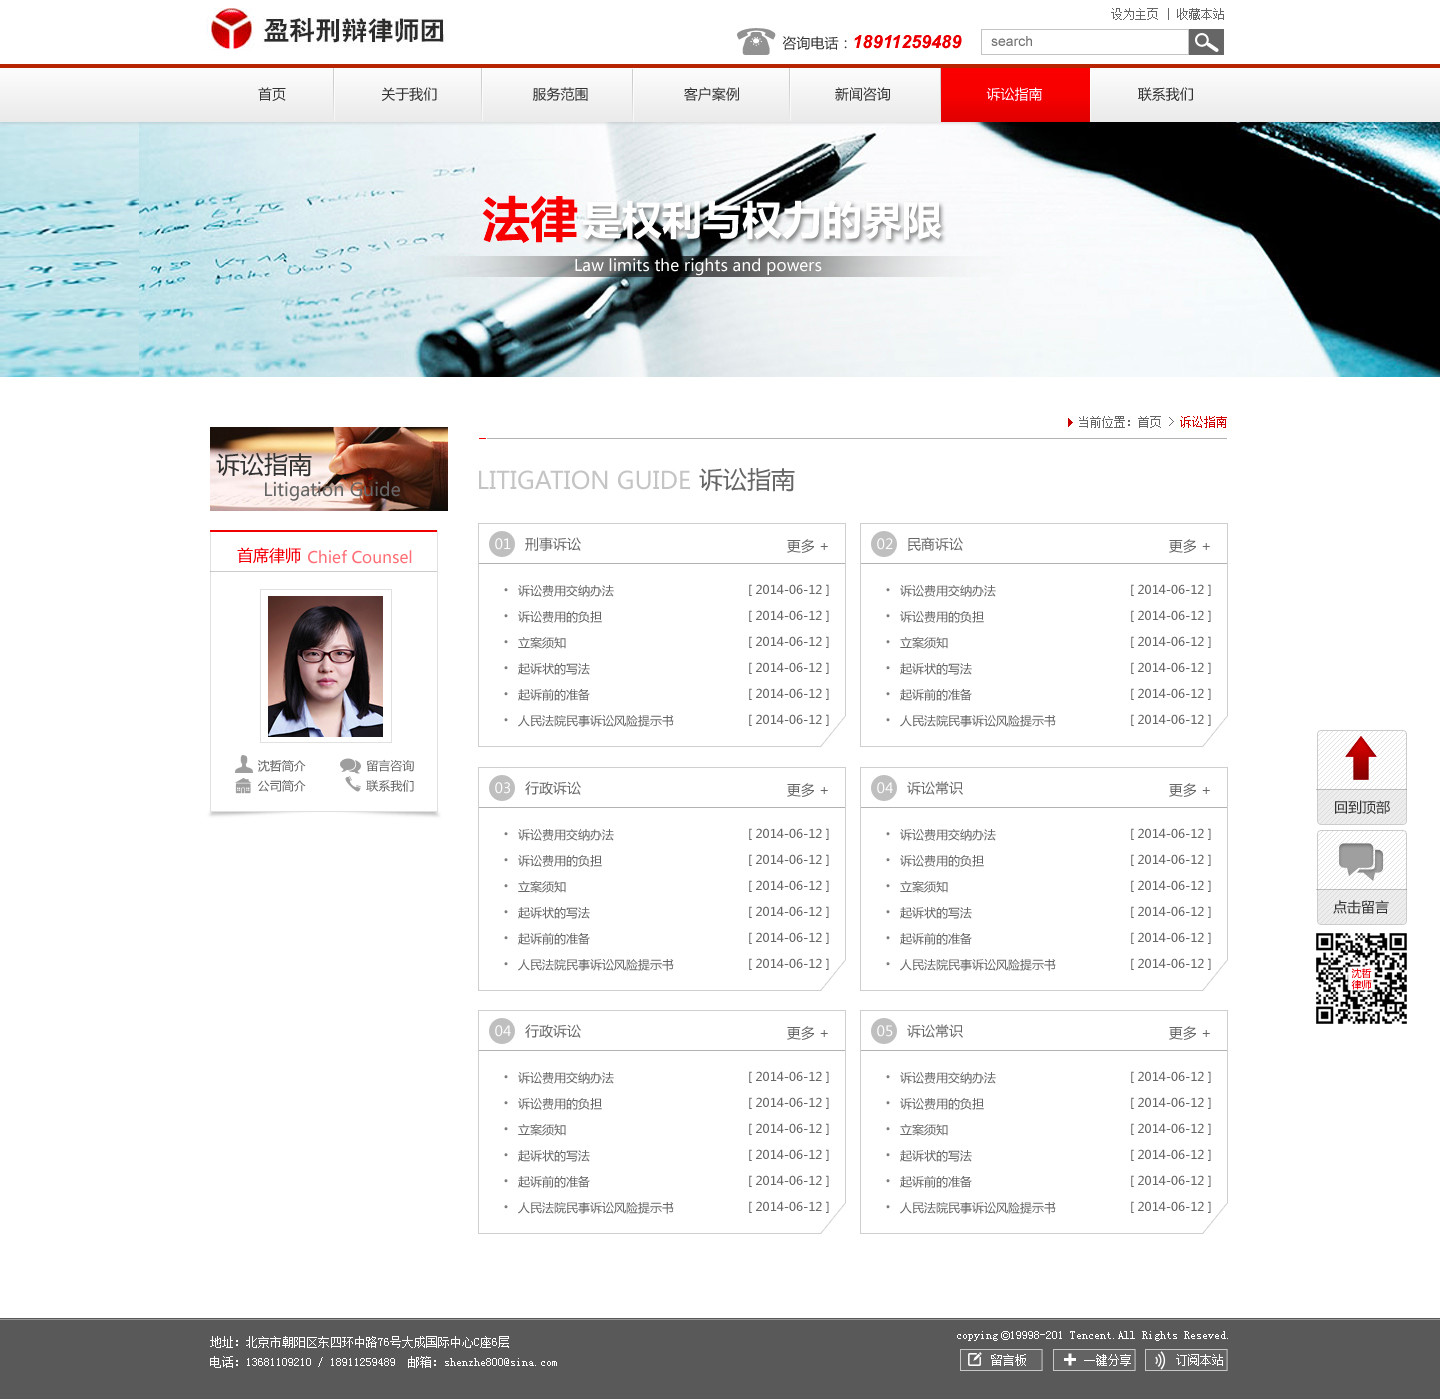 盈科刑辩律师团
设为主页 | 收藏本站
咨询电话：18911259489
search
首页 关于我们 服务范围 客户案例 新闻咨询 诉讼指南 联系我们
法律是权利与权力的界限
Law limits the rights and powers
当前位置：首页 > 诉讼指南
诉讼指南
Litigation Guide
首席律师 Chief Counsel
沈哲简介 留言咨询
公司简介 联系我们
LITIGATION GUIDE 诉讼指南
01 刑事诉讼 更多 +
诉讼费用交纳办法 [ 2014-06-12 ]
诉讼费用的负担 [ 2014-06-12 ]
立案须知 [ 2014-06-12 ]
起诉状的写法 [ 2014-06-12 ]
起诉前的准备 [ 2014-06-12 ]
人民法院民事诉讼风险提示书 [ 2014-06-12 ]
02 民商诉讼 更多 +
诉讼费用交纳办法 [ 2014-06-12 ]
诉讼费用的负担 [ 2014-06-12 ]
立案须知 [ 2014-06-12 ]
起诉状的写法 [ 2014-06-12 ]
起诉前的准备 [ 2014-06-12 ]
人民法院民事诉讼风险提示书 [ 2014-06-12 ]
03 行政诉讼 更多 +
诉讼费用交纳办法 [ 2014-06-12 ]
诉讼费用的负担 [ 2014-06-12 ]
立案须知 [ 2014-06-12 ]
起诉状的写法 [ 2014-06-12 ]
起诉前的准备 [ 2014-06-12 ]
人民法院民事诉讼风险提示书 [ 2014-06-12 ]
04 诉讼常识 更多 +
诉讼费用交纳办法 [ 2014-06-12 ]
诉讼费用的负担 [ 2014-06-12 ]
立案须知 [ 2014-06-12 ]
起诉状的写法 [ 2014-06-12 ]
起诉前的准备 [ 2014-06-12 ]
人民法院民事诉讼风险提示书 [ 2014-06-12 ]
04 行政诉讼 更多 +
诉讼费用交纳办法 [ 2014-06-12 ]
诉讼费用的负担 [ 2014-06-12 ]
立案须知 [ 2014-06-12 ]
起诉状的写法 [ 2014-06-12 ]
起诉前的准备 [ 2014-06-12 ]
人民法院民事诉讼风险提示书 [ 2014-06-12 ]
05 诉讼常识 更多 +
诉讼费用交纳办法 [ 2014-06-12 ]
诉讼费用的负担 [ 2014-06-12 ]
立案须知 [ 2014-06-12 ]
起诉状的写法 [ 2014-06-12 ]
起诉前的准备 [ 2014-06-12 ]
人民法院民事诉讼风险提示书 [ 2014-06-12 ]
回到顶部
点击留言
沈哲
律师
地址：北京市朝阳区东四环中路76号大成国际中心C座6层
电话：13681109210 / 18911259489 邮箱：shenzhe800@sina.com
copying ©19998-201 Tencent.All Rights Reseved.
留言板 一键分享 订阅本站